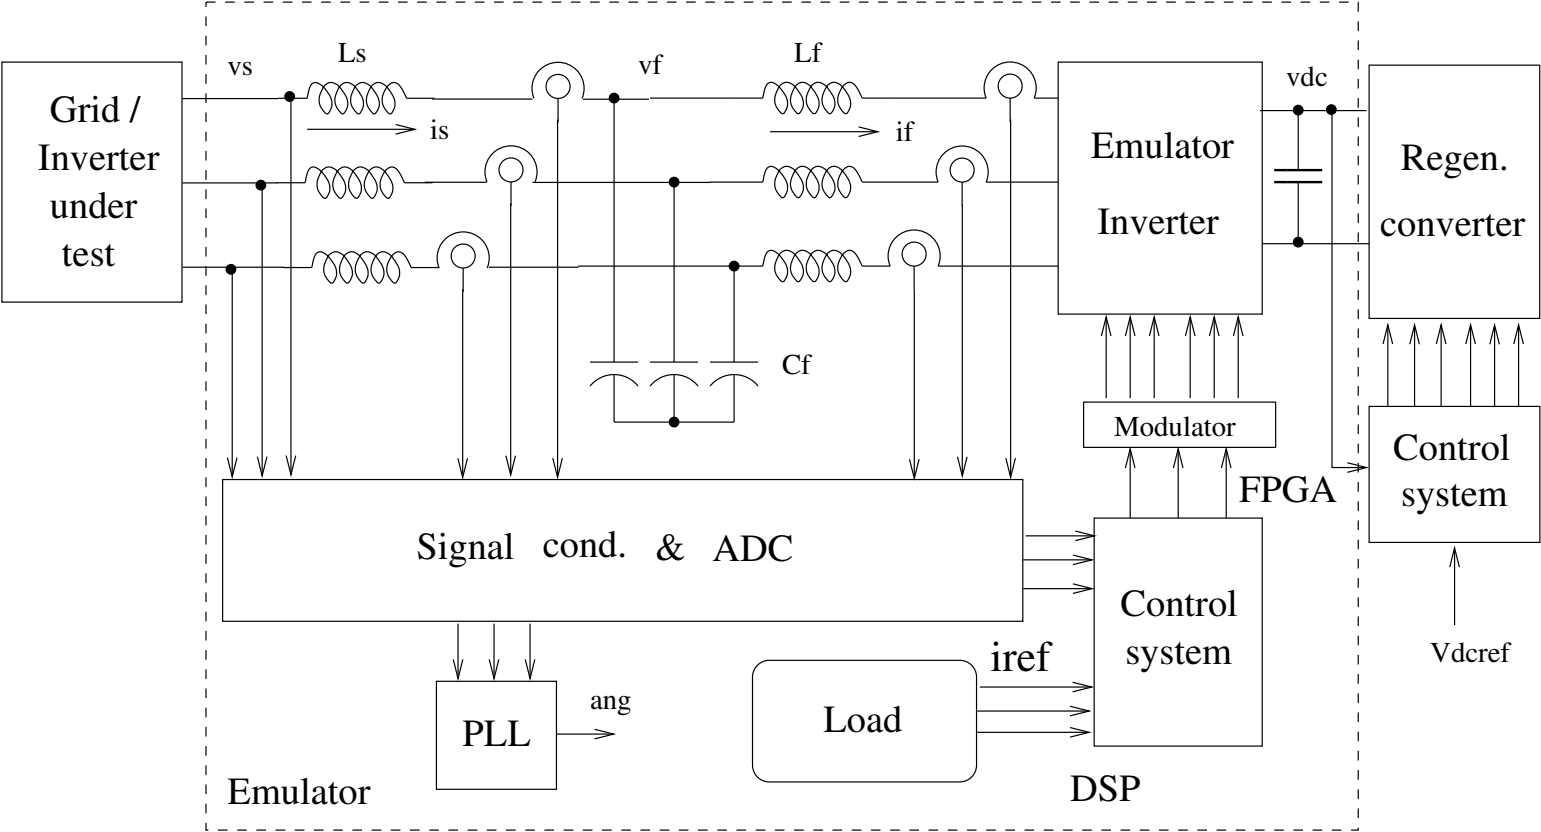 vs
Ls
vf
Lf
vdc
Grid /
Inverter
under
test
is
if
Emulator
Inverter
Regen.
converter
Cf
Modulator
FPGA
Control
system
Signal cond. & ADC
Control
system
iref
Vdcref
PLL
ang
Load
Emulator
DSP